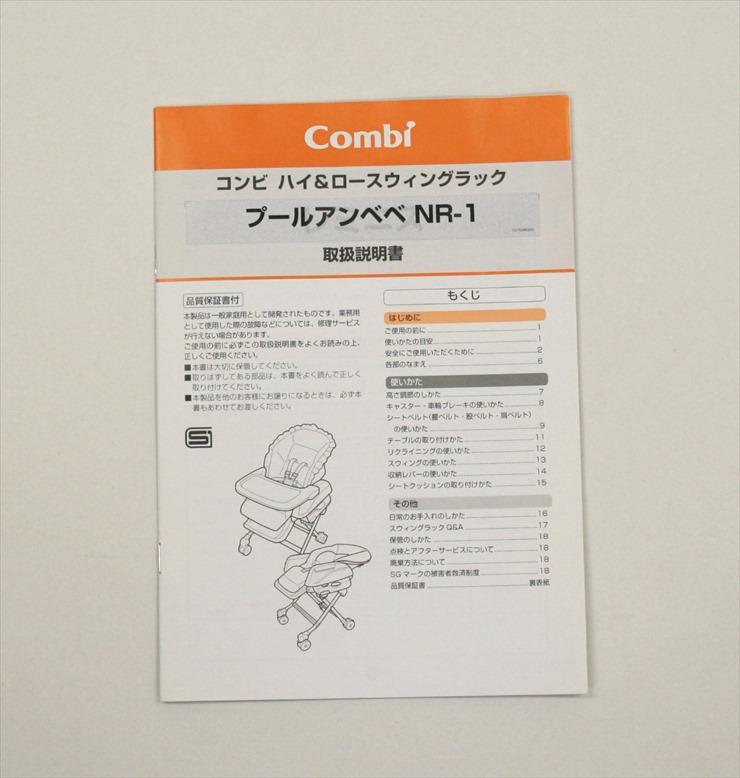 Combi
コンビ ハイ&ロースウィングラック
プールアンベベ NR-1
取扱説明書
品質保証書付
本製品は一般家庭用として開発されたものです。業務用
として使用した際の故障などについては、修理サービス
が行えない場合があります。
ご使用の前に必ずこの取扱説明書をよくお読みの上、
正しくご使用ください。
■本書は大切に保管してください。
■取りはずしてある部品は、本書をよく読んで正しく
取り付けてください。
■本製品を他のお客様にお譲りになるときは、必ず本
書もあわせてお渡しください。
もくじ
はじめに
ご使用の前に 1
使いかたの目安 1
安全にご使用いただくために 2
各部のなまえ 6
使いかた
高さ調節のしかた 7
キャスター・車輪ブレーキの使いかた 8
シートベルト(腰ベルト・股ベルト・肩ベルト)
の使いかた 9
テーブルの取り付けかた 11
リクライニングの使いかた 12
スウィングの使いかた 13
収納レバーの使いかた 14
シートクッションの取り付けかた 15
その他
日常のお手入れのしかた 16
スウィングラックQ&A 17
保管のしかた 18
点検とアフターサービスについて 18
廃棄方法について 18
SGマークの被害者救済制度 18
品質保証書 裏表紙